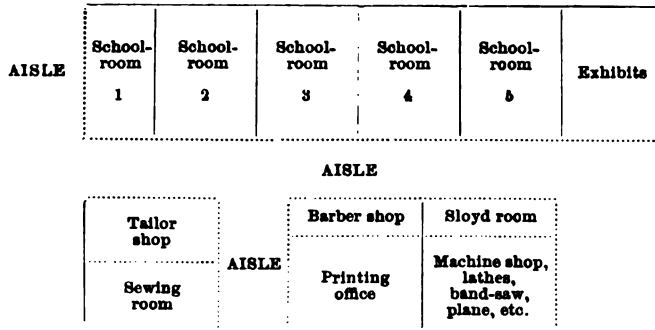 School-
room
1
School-
room
2
School-
room
3
School-
room
4
School-
room
5
Exhibits
AISLE
AISLE
Tailor
shop
Sewing
room
AISLE
Barber shop
Printing
office
Sloyd room
Machine shop,
lathes,
band-saw,
plane, etc.